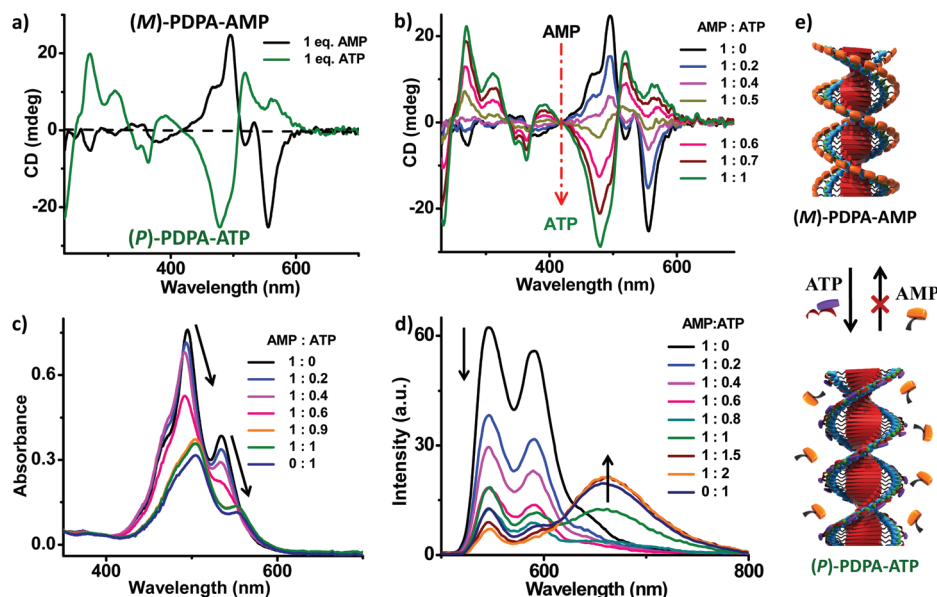 a)
(M)-PDPA-AMP
1 eq. AMP
1 eq. ATP
CD (mdeg)
20
0
-20
(P)-PDPA-ATP
400
600
Wavelength (nm)
b)
AMP
AMP : ATP
1 : 0
1 : 0.2
1 : 0.4
1 : 0.5
1 : 0.6
1 : 0.7
1 : 1
CD (mdeg)
20
0
-20
ATP
400
600
Wavelength (nm)
c)
AMP : ATP
1 : 0
1 : 0.2
1 : 0.4
1 : 0.6
1 : 0.9
1 : 1
0 : 1
Absorbance
0.6
0.3
0.0
400
600
Wavelength (nm)
d)
AMP:ATP
1 : 0
1 : 0.2
1 : 0.4
1 : 0.6
1 : 0.8
1 : 1
1 : 1.5
1 : 2
0 : 1
Intensity (a.u.)
60
30
0
600
800
Wavelength (nm)
e)
(M)-PDPA-AMP
ATP
AMP
(P)-PDPA-ATP